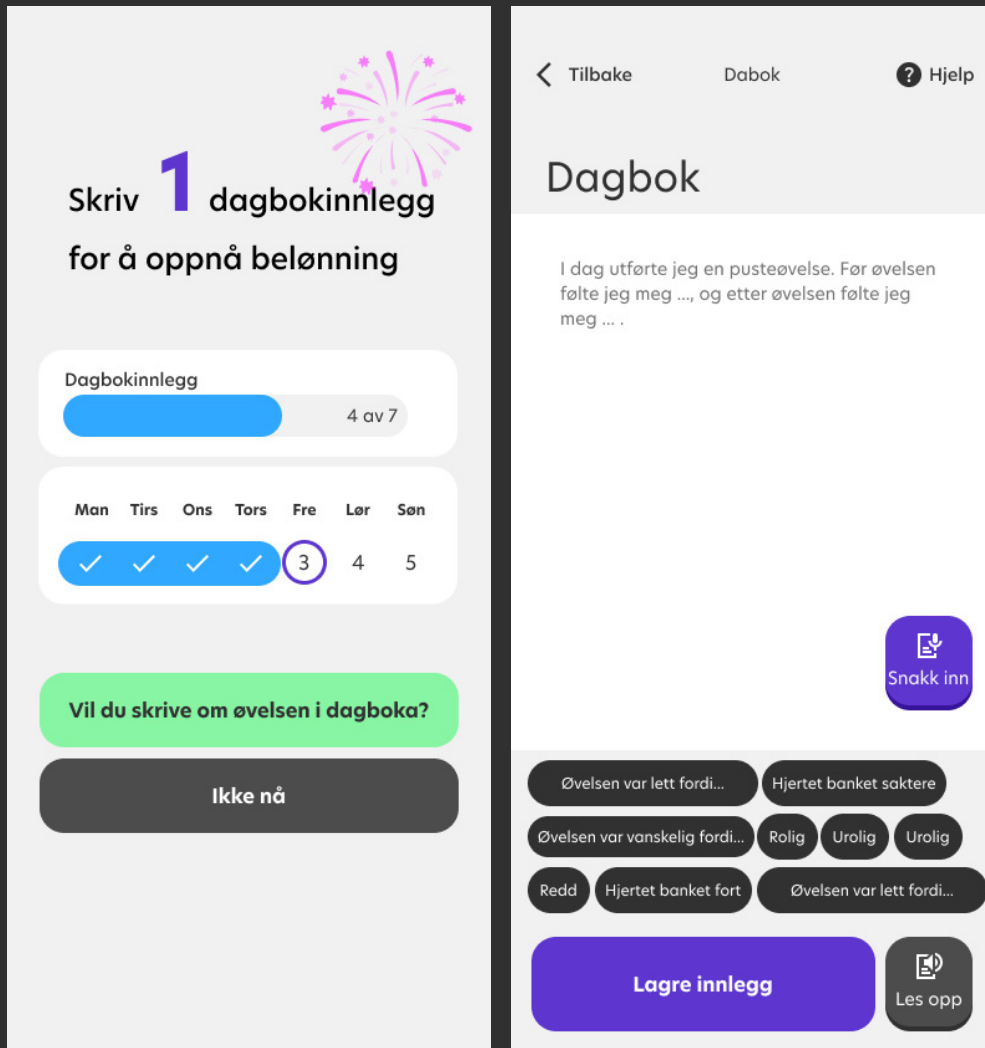 Skriv 1 dagbokinnlegg
for å oppnå belønning
Dagbokinnlegg
4 av 7
Man Tirs Ons Tors Fre Lør Søn
3 4 5
Vil du skrive om øvelsen i dagboka?
Ikke nå
Tilbake Dabok ? Hjelp
Dagbok
I dag utførte jeg en pusteøvelse. Før øvelsen
følte jeg meg ..., og etter øvelsen følte jeg
meg ... .
Snakk inn
Øvelsen var lett fordi... Hjertet banket saktere
Øvelsen var vanskelig fordi... Rolig Urolig Urolig
Redd Hjertet banket fort Øvelsen var lett fordi...
Lagre innlegg
Les opp